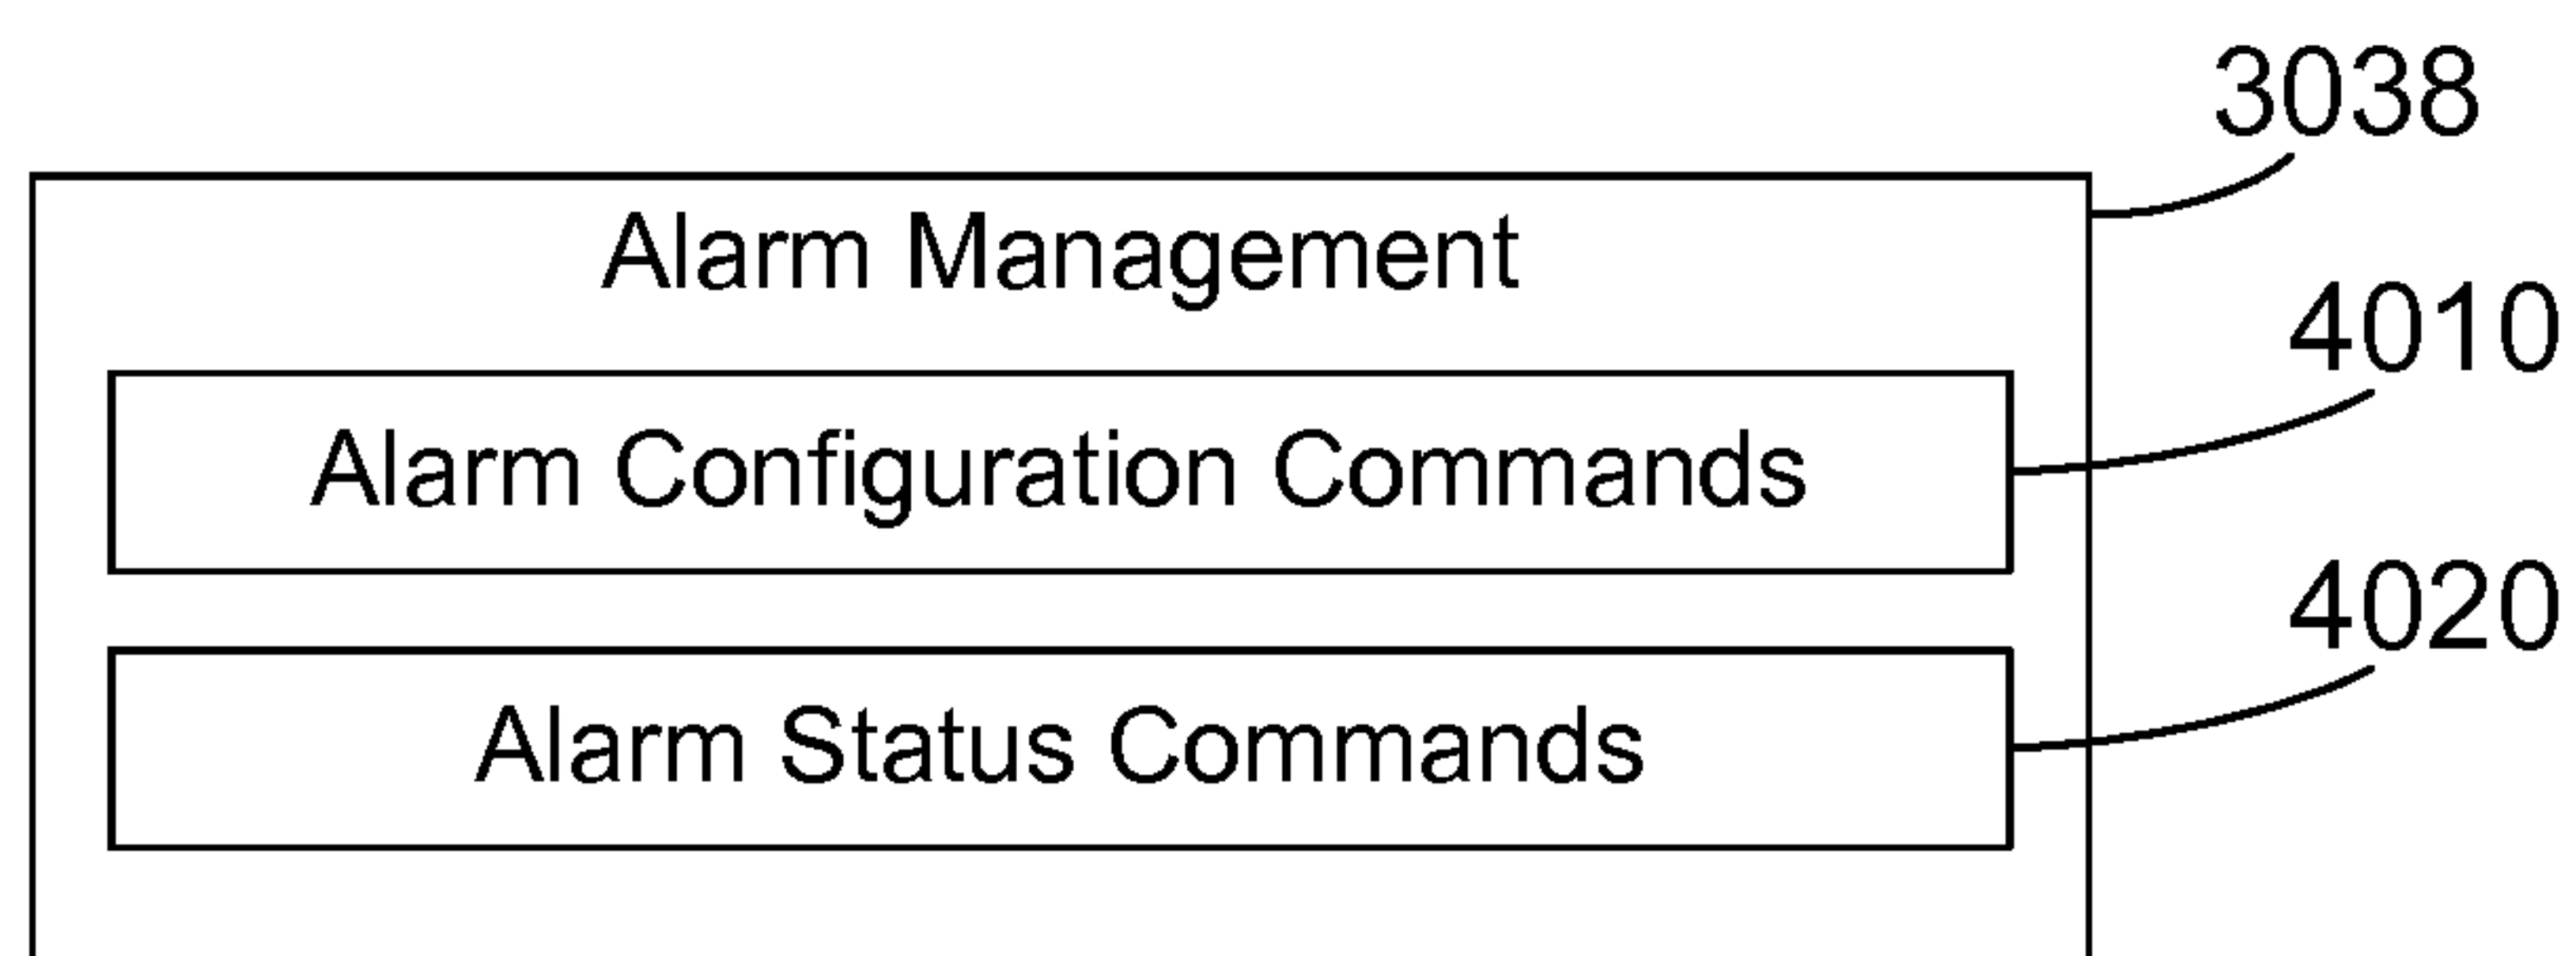 3038
Alarm Management
4010
Alarm Configuration Commands
4020
Alarm Status Commands